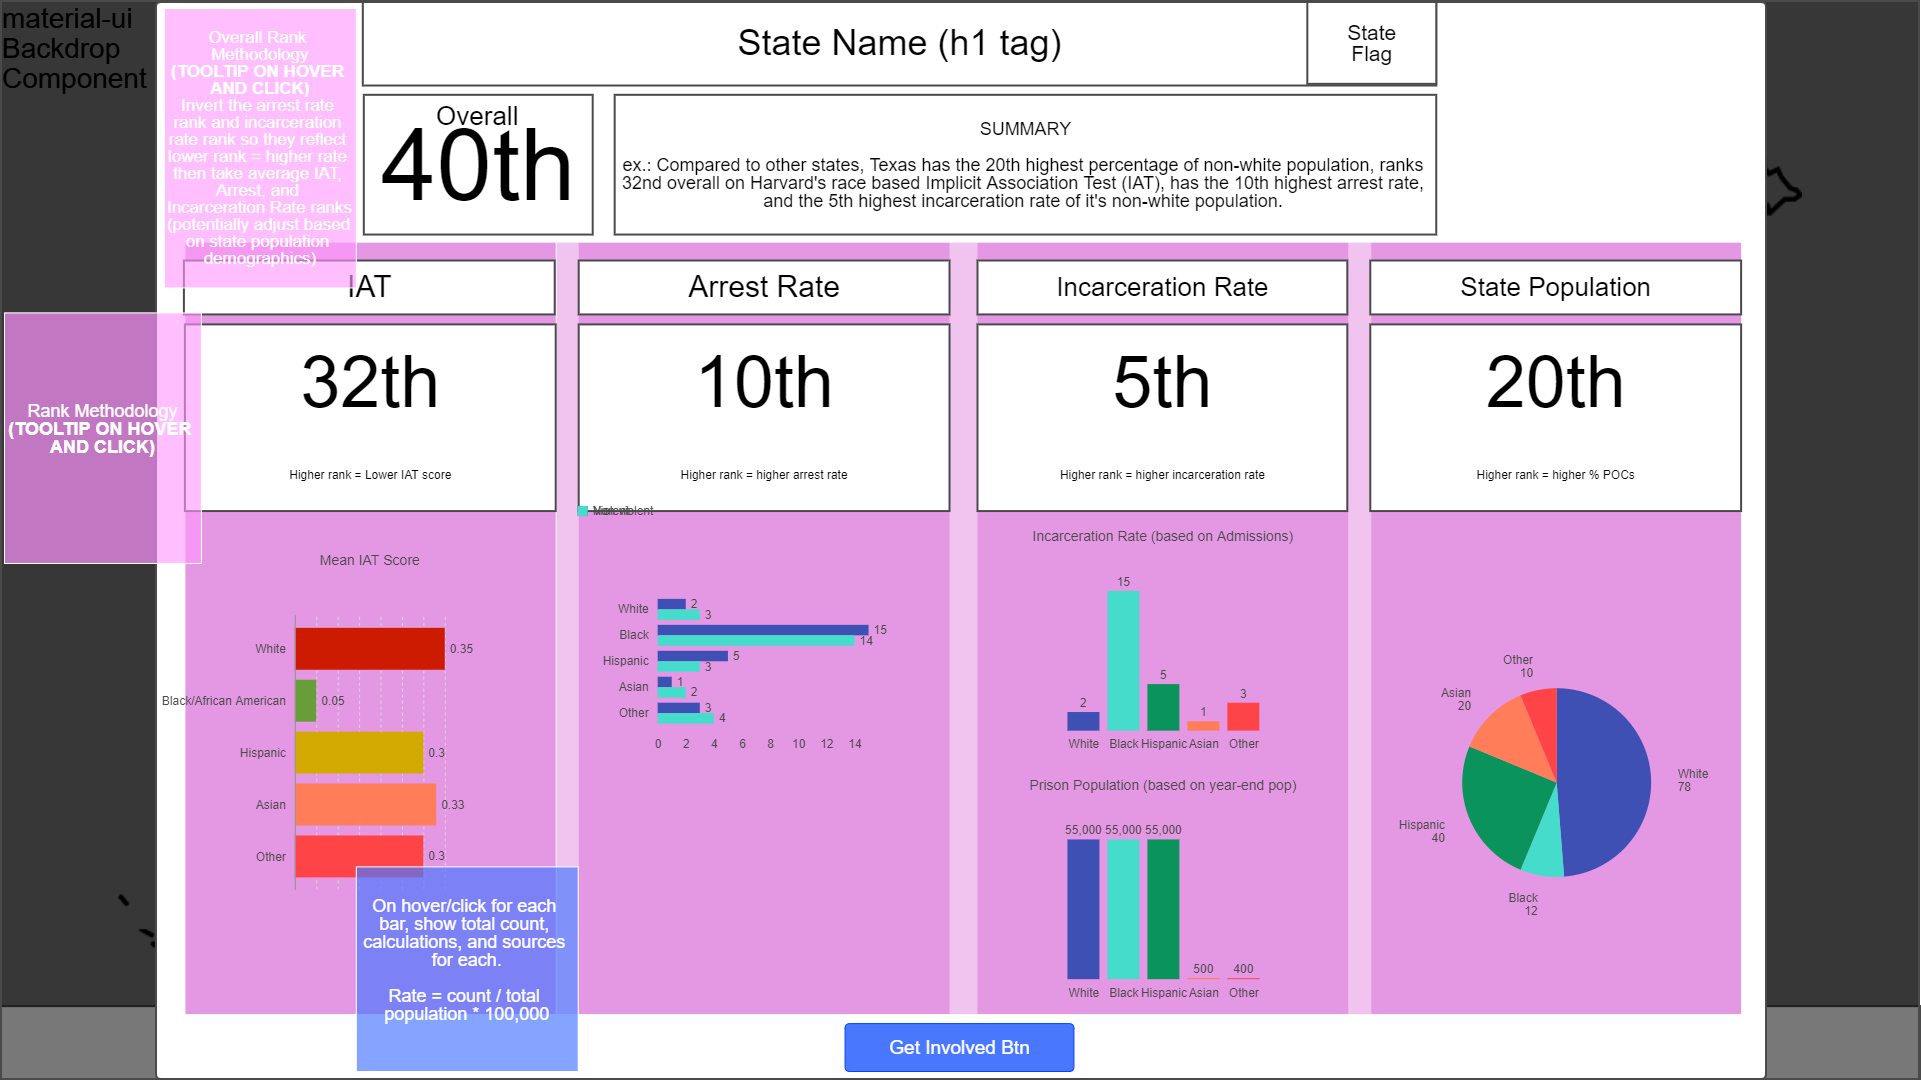 material-ui
Backdrop
Component
Overall Rank
Methodology
(TOOLTIP ON HOVER
AND CLICK)
Invert the arrest rate
rank and incarceration
rate rank so they reflect
lower rank = higher rate
then take average IAT,
Arrest, and
Incarceration Rate ranks
(potentially adjust based
on state population
demographics)
State Name (h1 tag)
State
Flag
Overall
40th
SUMMARY
ex.: Compared to other states, Texas has the 20th highest percentage of non-white population, ranks
32nd overall on Harvard's race based Implicit Association Test (IAT), has the 10th highest arrest rate,
and the 5th highest incarceration rate of it's non-white population.
Rank Methodology
(TOOLTIP ON HOVER
AND CLICK)
IAT
32th
Higher rank = Lower IAT score
Mean IAT Score
White 0.35
Black/African American 0.05
Hispanic 0.3
Asian 0.33
Other 0.3
On hover/click for each
bar, show total count,
calculations, and sources
for each.
Rate = count / total
population * 100,000
Arrest Rate
10th
Higher rank = higher arrest rate
White 2 3
Black 15 14
Hispanic 5 3
Asian 1 2
Other 3 4
0 2 4 6 8 10 12 14
Incarceration Rate
5th
Higher rank = higher incarceration rate
Incarceration Rate (based on Admissions)
2 15 5 1 3
White Black Hispanic Asian Other
Prison Population (based on year-end pop)
55,000 55,000 55,000 500 400
White Black Hispanic Asian Other
State Population
20th
Higher rank = higher % POCs
Other
10
Asian
20
White
78
Hispanic
40
Black
12
Get Involved Btn